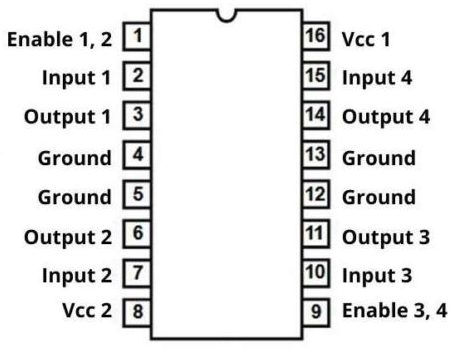 Enable 1, 2 1 16 Vcc 1
Input 1 2 15 Input 4
Output 1 3 14 Output 4
Ground 4 13 Ground
Ground 5 12 Ground
Output 2 6 11 Output 3
Input 2 7 10 Input 3
Vcc 2 8 9 Enable 3, 4